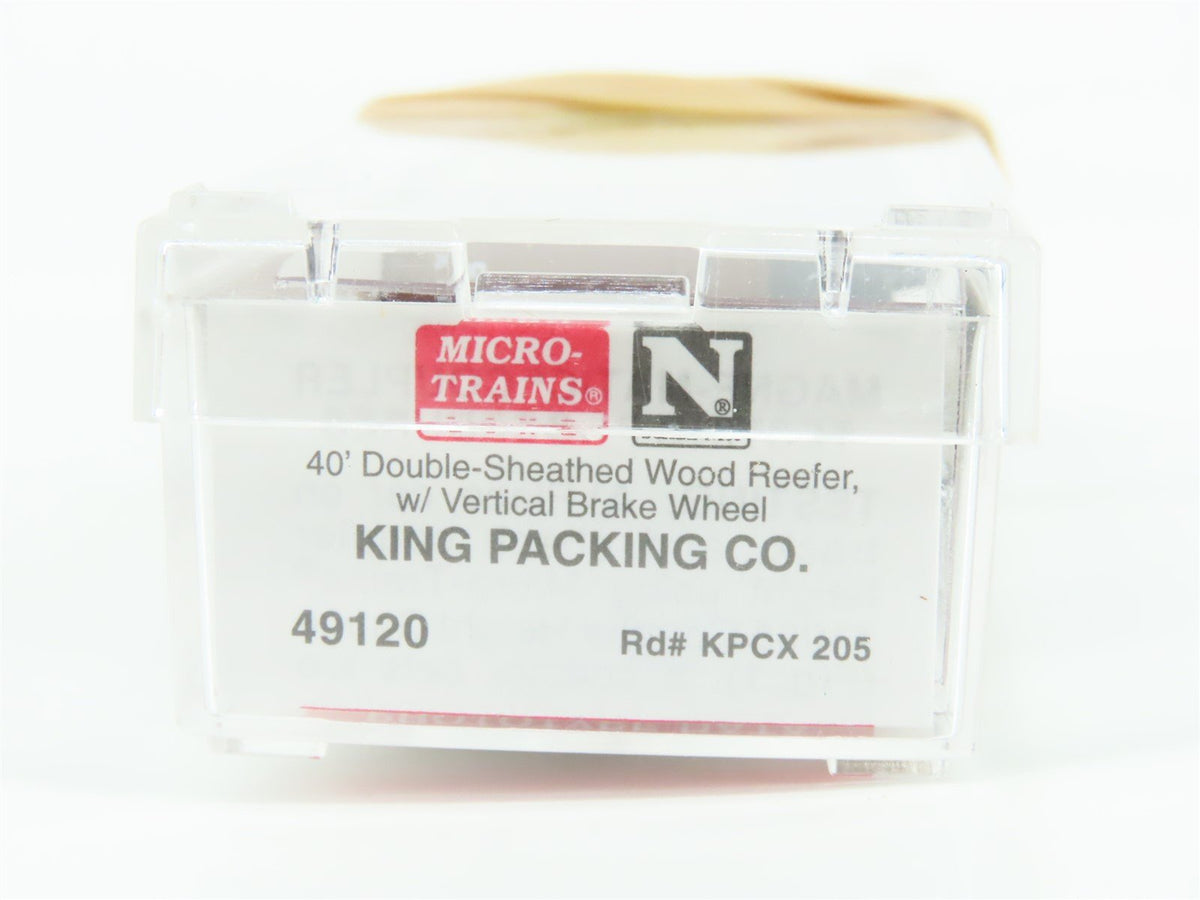 MICRO-
TRAINS®
N®
40' Double-Sheathed Wood Reefer,
w/ Vertical Brake Wheel
KING PACKING CO.
49120
Rd# KPCX 205